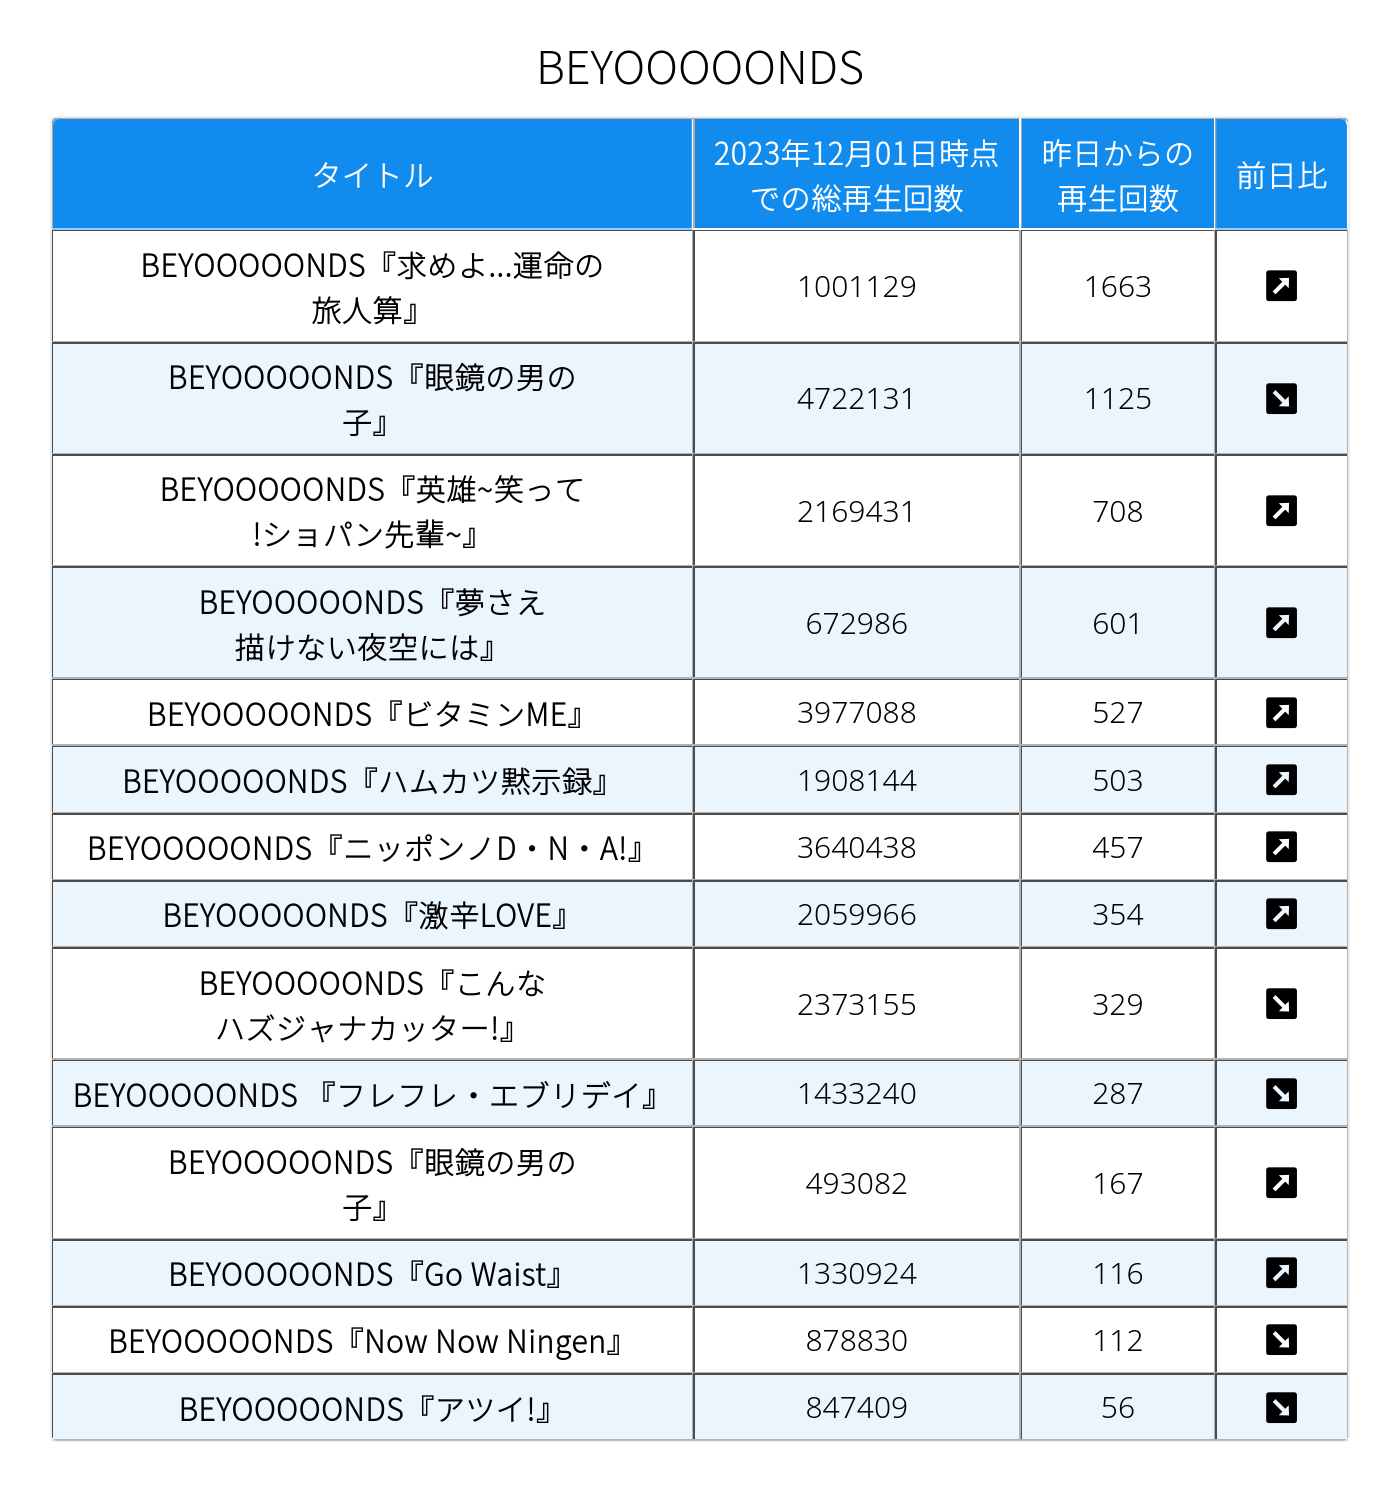 BEYOOOOONDS
タイトル
2023年12月01日時点
での総再生回数
昨日からの
再生回数
前日比
BEYOOOOONDS『求めよ...運命の
旅人算』
1001129
1663
BEYOOOOONDS『眼鏡の男の
子』
4722131
1125
BEYOOOOONDS『英雄~笑って
!ショパン先輩~』
2169431
708
BEYOOOOONDS『夢さえ
描けない夜空には』
672986
601
BEYOOOOONDS『ビタミンME』
3977088
527
BEYOOOOONDS『ハムカツ黙示録』
1908144
503
BEYOOOOONDS『ニッポンノD・N・A!』
3640438
457
BEYOOOOONDS『激辛LOVE』
2059966
354
BEYOOOOONDS『こんな
ハズジャナカッター!』
2373155
329
BEYOOOOONDS 『フレフレ・エブリデイ』
1433240
287
BEYOOOOONDS『眼鏡の男の
子』
493082
167
BEYOOOOONDS『Go Waist』
1330924
116
BEYOOOOONDS『Now Now Ningen』
878830
112
BEYOOOOONDS『アツイ!』
847409
56